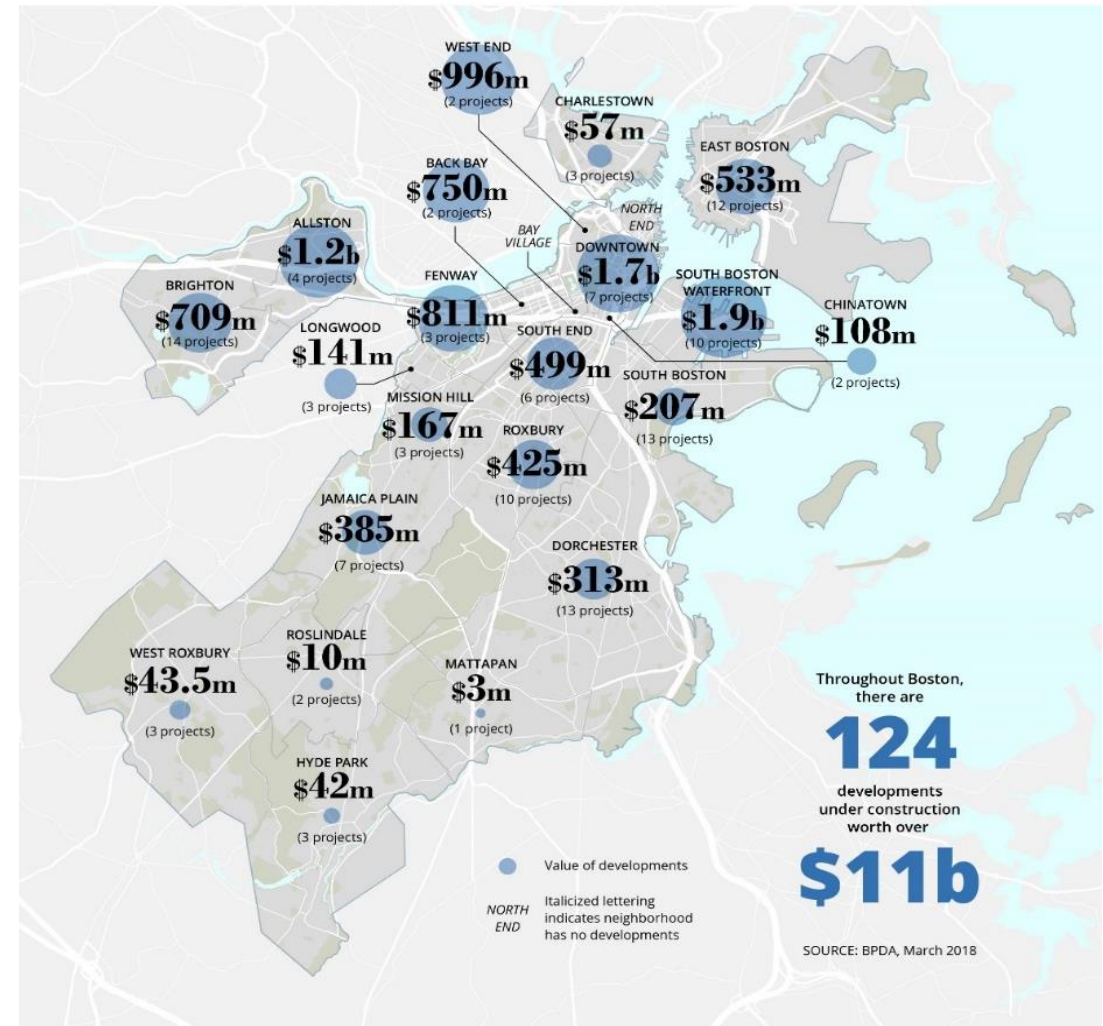 WEST END
$996m
(2 projects)
CHARLESTOWN
$57m
(3 projects)
EAST BOSTON
$533m
(12 projects)
BACK BAY
$750m
(2 projects)
NORTH
END
BAY
VILLAGE
ALLSTON
$1.2b
(4 projects)
DOWNTOWN
$1.7b
(7 projects)
BRIGHTON
$709m
(14 projects)
FENWAY
$811m
(3 projects)
SOUTH BOSTON
WATERFRONT
$1.9b
(10 projects)
CHINATOWN
$108m
(2 projects)
LONGWOOD
$141m
(3 projects)
SOUTH END
$499m
(6 projects)
SOUTH BOSTON
$207m
(13 projects)
MISSION HILL
$167m
(3 projects)
ROXBURY
$425m
(10 projects)
JAMAICA PLAIN
$385m
(7 projects)
DORCHESTER
$313m
(13 projects)
ROSLINDALE
$10m
(2 projects)
WEST ROXBURY
$43.5m
(3 projects)
MATTAPAN
$3m
(1 project)
HYDE PARK
$42m
(3 projects)
Throughout Boston,
there are
124
developments
under construction
worth over
$11b
Value of developments
NORTH
END
Italicized lettering
indicates neighborhood
has no developments
SOURCE: BPDA, March 2018